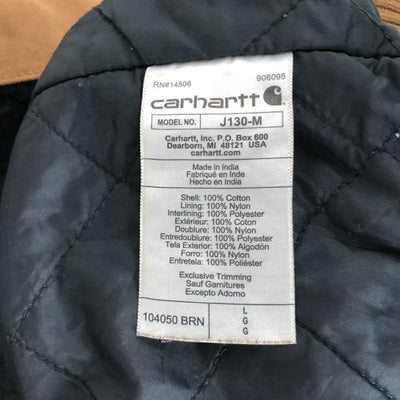 RN#14806 906095
carhartt
MODEL NO. J130-M
Carhartt, Inc. P.O. Box 600
Dearborn, MI 48121 USA
carhartt.com
Made in India
Fabriqué en Inde
Hecho en India
Shell: 100% Cotton
Lining: 100% Nylon
Interlining: 100% Polyester
Extérieur: 100% Coton
Doublure: 100% Nylon
Entredoublure: 100% Polyester
Tela Exterior: 100% Algodón
Forro: 100% Nylon
Entretela: 100% Poliéster
Exclusive Trimming
Sauf Garnitures
Excepto Adorno
104050 BRN
L
G
G